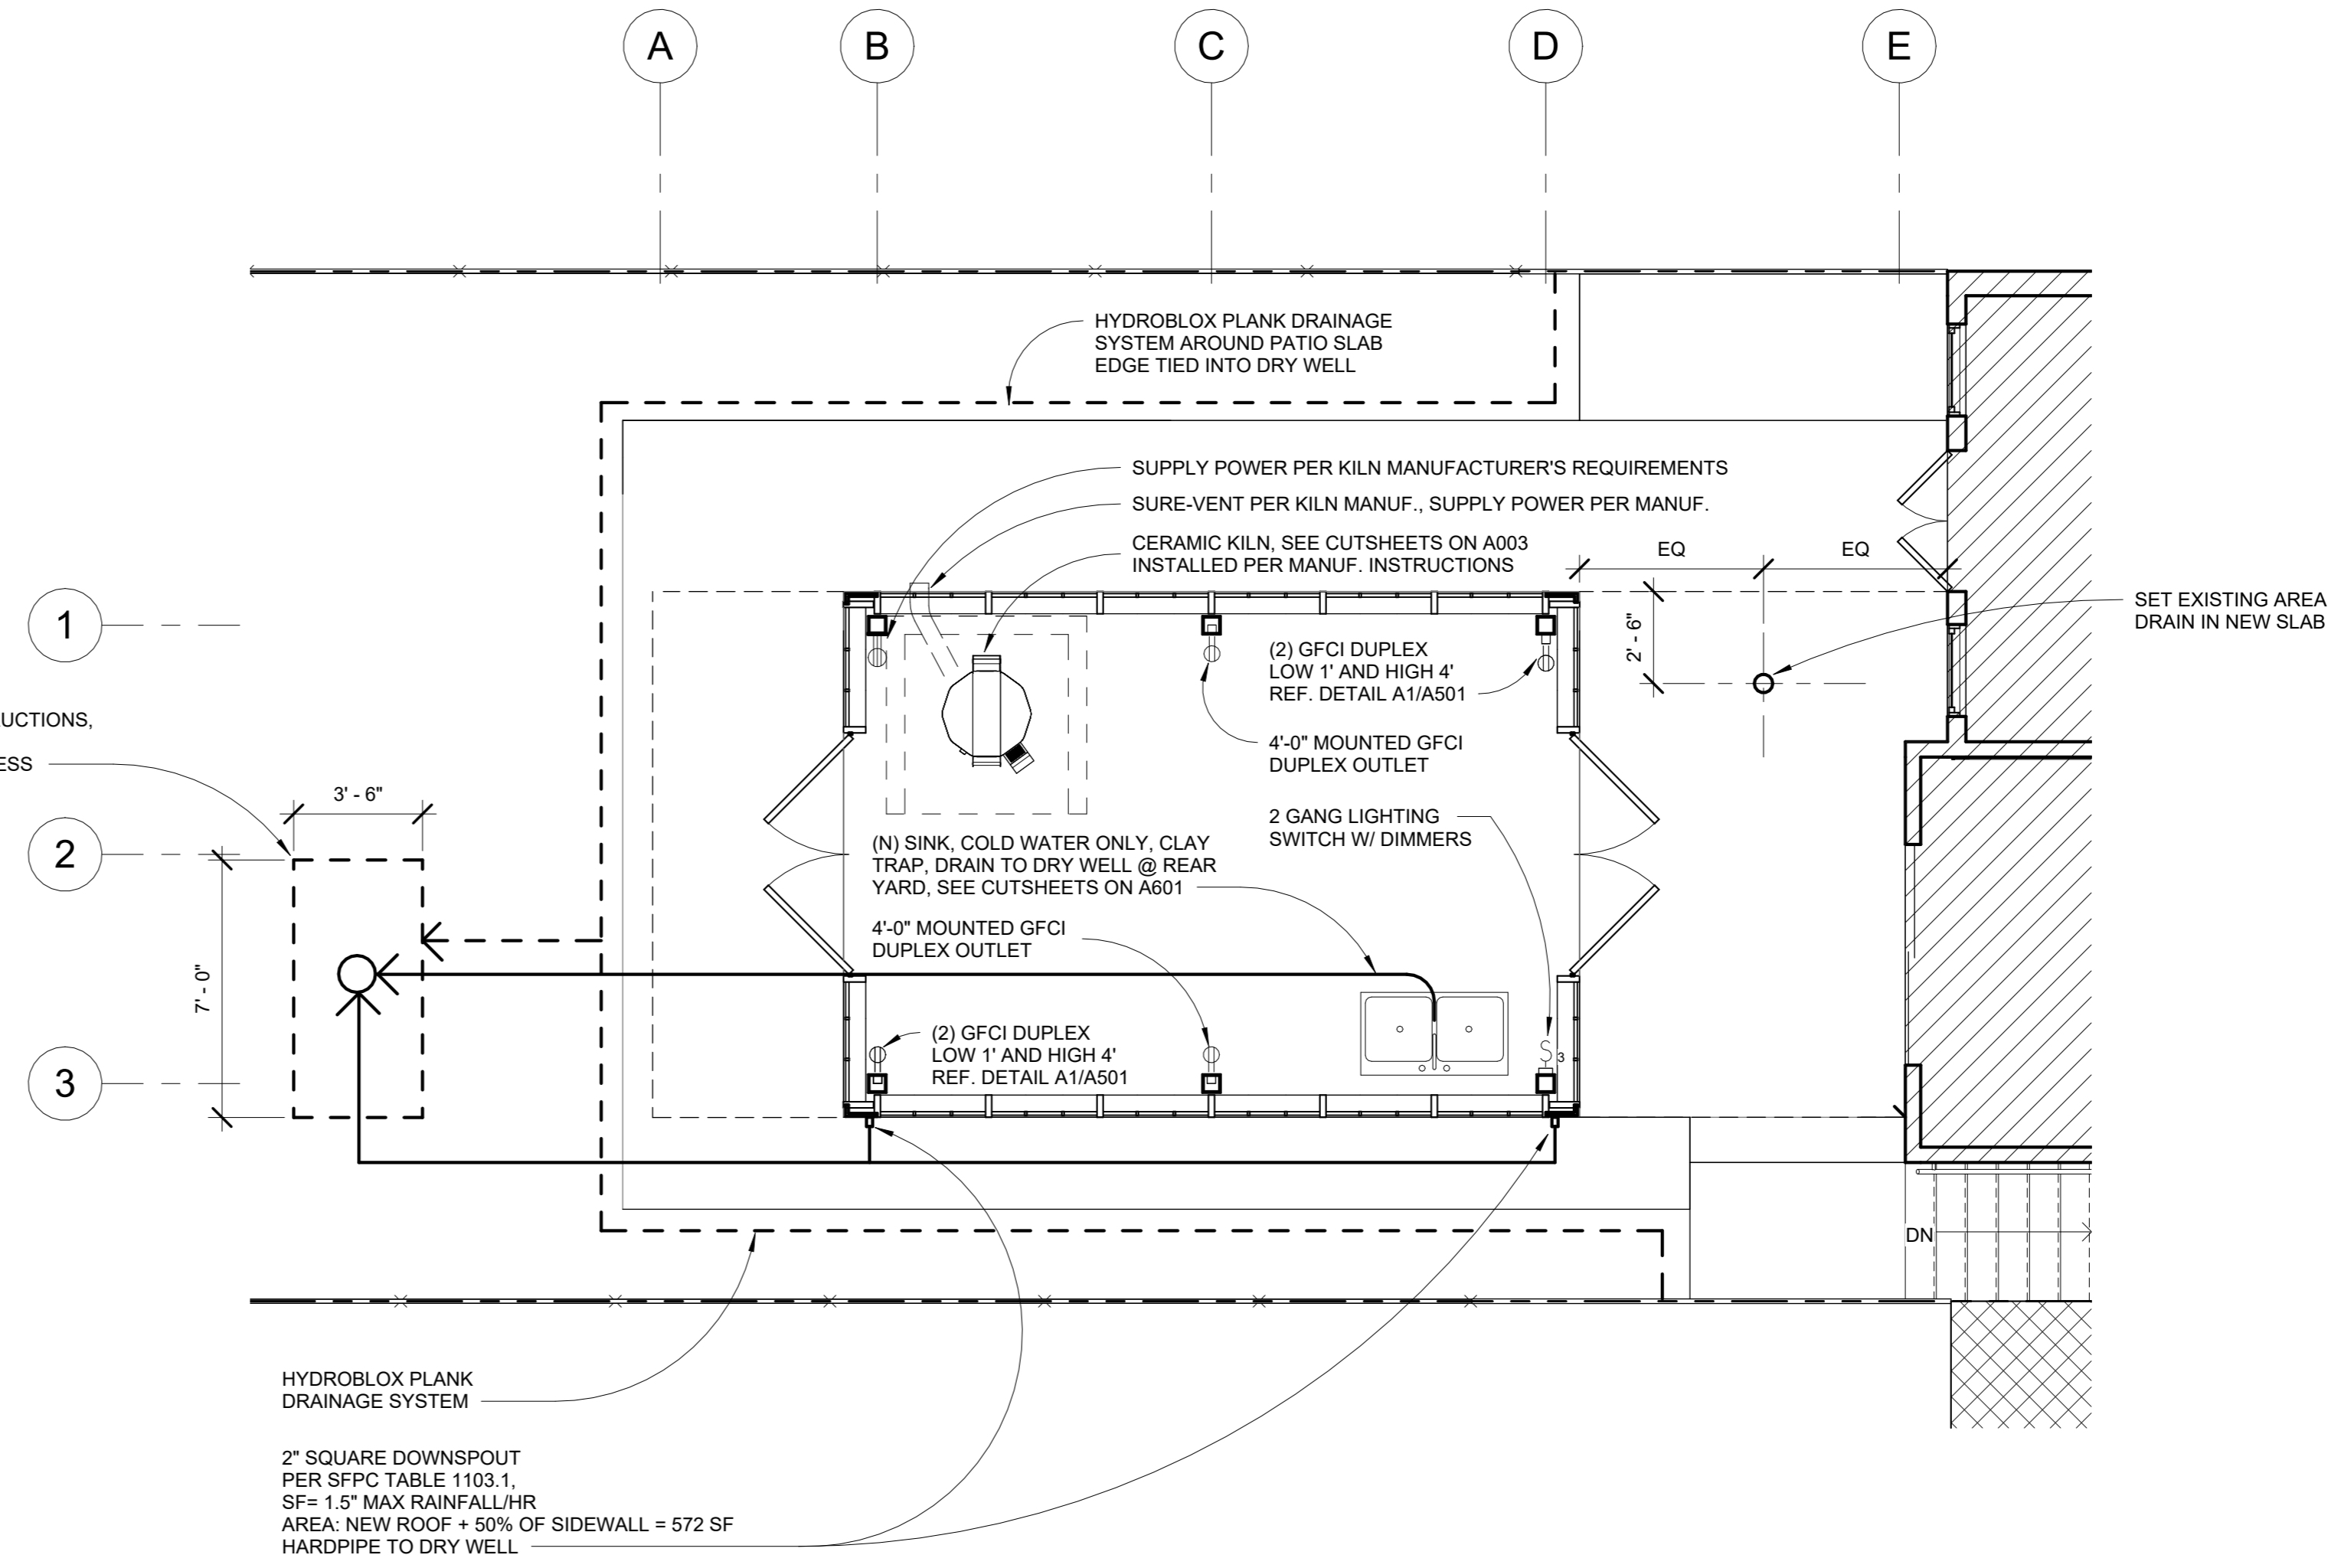 A
B
C
D
E
HYDROBLOX PLANK DRAINAGE
SYSTEM AROUND PATIO SLAB
EDGE TIED INTO DRY WELL
SUPPLY POWER PER KILN MANUFACTURER'S REQUIREMENTS
SURE-VENT PER KILN MANUF., SUPPLY POWER PER MANUF.
CERAMIC KILN, SEE CUTSHEETS ON A003
INSTALLED PER MANUF. INSTRUCTIONS
EQ
EQ
2' - 6"
SET EXISTING AREA
DRAIN IN NEW SLAB
1
(2) GFCI DUPLEX
LOW 1' AND HIGH 4'
REF. DETAIL A1/A501
UCTIONS,
ESS
4'-0" MOUNTED GFCI
DUPLEX OUTLET
3' - 6"
2 GANG LIGHTING
SWITCH W/ DIMMERS
2
(N) SINK, COLD WATER ONLY, CLAY
TRAP, DRAIN TO DRY WELL @ REAR
YARD, SEE CUTSHEETS ON A601
4'-0" MOUNTED GFCI
DUPLEX OUTLET
7' - 0"
(2) GFCI DUPLEX
LOW 1' AND HIGH 4'
REF. DETAIL A1/A501
S 3
3
DN
HYDROBLOX PLANK
DRAINAGE SYSTEM
2" SQUARE DOWNSPOUT
PER SFPC TABLE 1103.1,
SF= 1.5" MAX RAINFALL/HR
AREA: NEW ROOF + 50% OF SIDEWALL = 572 SF
HARDPIPE TO DRY WELL